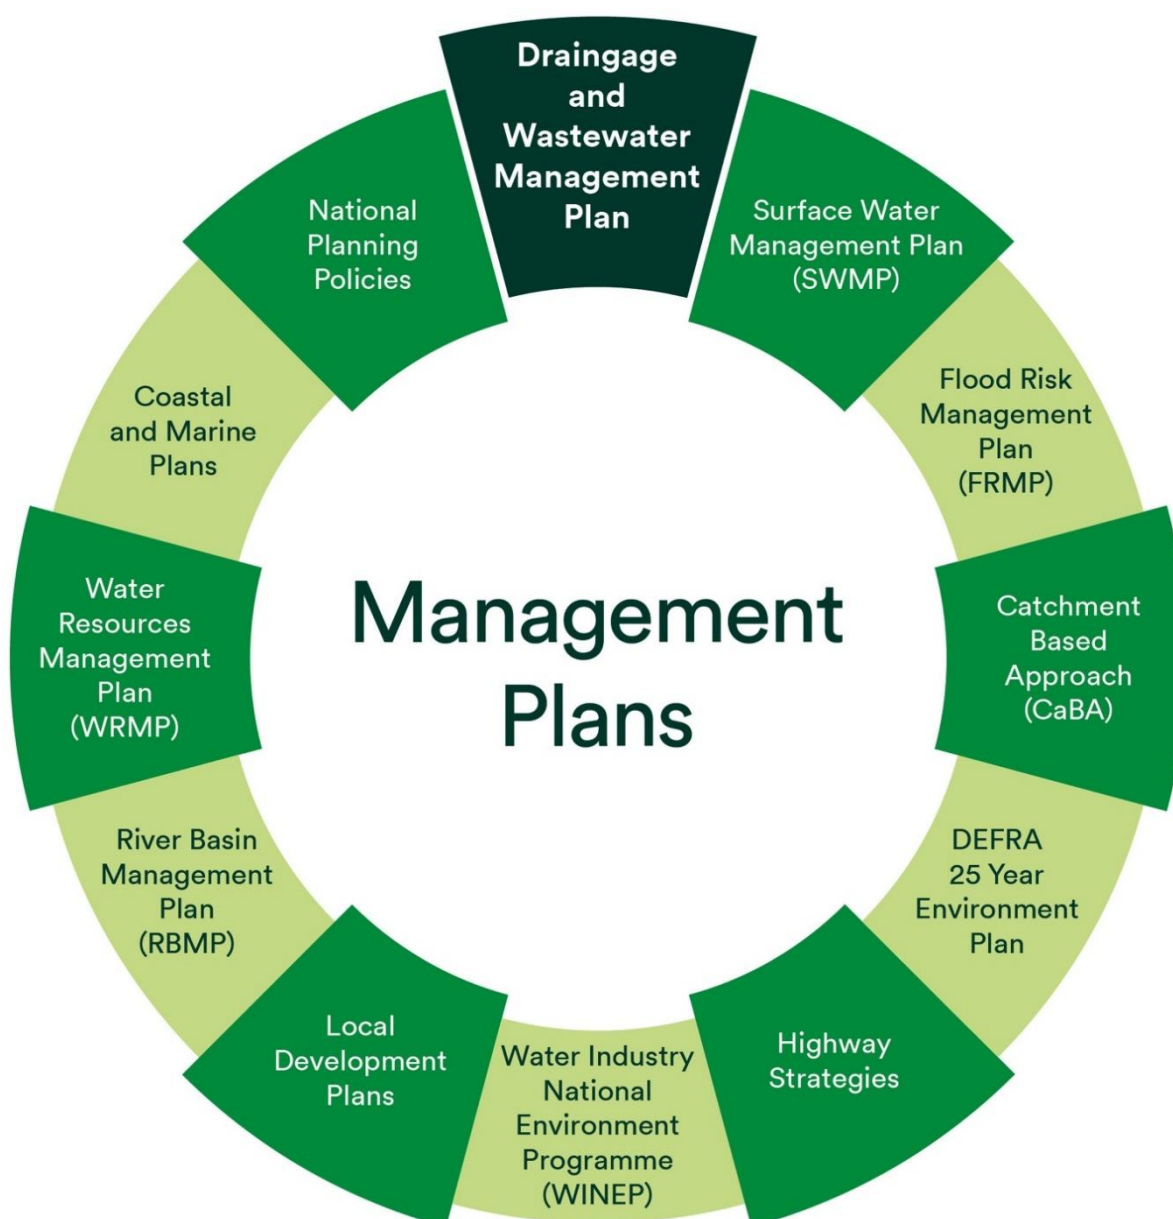 Draingage
and
Wastewater
Management
Plan
Surface Water
Management Plan
(SWMP)
Flood Risk
Management
Plan
(FRMP)
Catchment
Based
Approach
(CaBA)
DEFRA
25 Year
Environment
Plan
Highway
Strategies
Water Industry
National
Environment
Programme
(WINEP)
Local
Development
Plans
River Basin
Management
Plan
(RBMP)
Water
Resources
Management
Plan
(WRMP)
Coastal
and Marine
Plans
National
Planning
Policies
Management
Plans